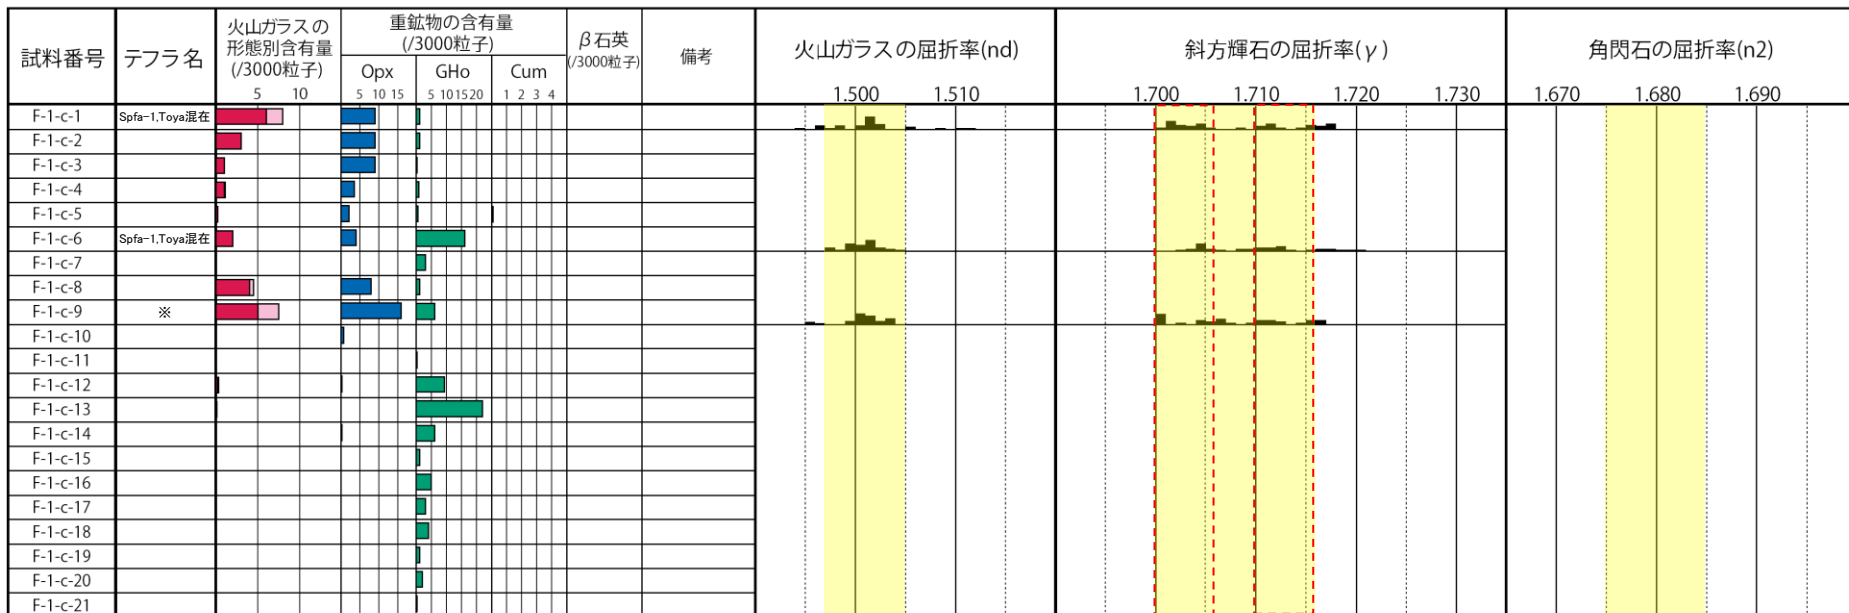 試料番号
テフラ名
火山ガラスの
形態別含有量
(/3000粒子)
5 10
重鉱物の含有量
(/3000粒子)
Opx GHo Cum
5 10 15 5 10 15 20 1 2 3 4
β石英
(/3000粒子)
備考
火山ガラスの屈折率(nd)
1.500 1.510
斜方輝石の屈折率(γ)
1.700 1.710 1.720 1.730
角閃石の屈折率(n2)
1.670 1.680 1.690
F-1-c-1 Spfa-1,Toya混在
F-1-c-2
F-1-c-3
F-1-c-4
F-1-c-5
F-1-c-6 Spfa-1,Toya混在
F-1-c-7
F-1-c-8
F-1-c-9 ※
F-1-c-10
F-1-c-11
F-1-c-12
F-1-c-13
F-1-c-14
F-1-c-15
F-1-c-16
F-1-c-17
F-1-c-18
F-1-c-19
F-1-c-20
F-1-c-21